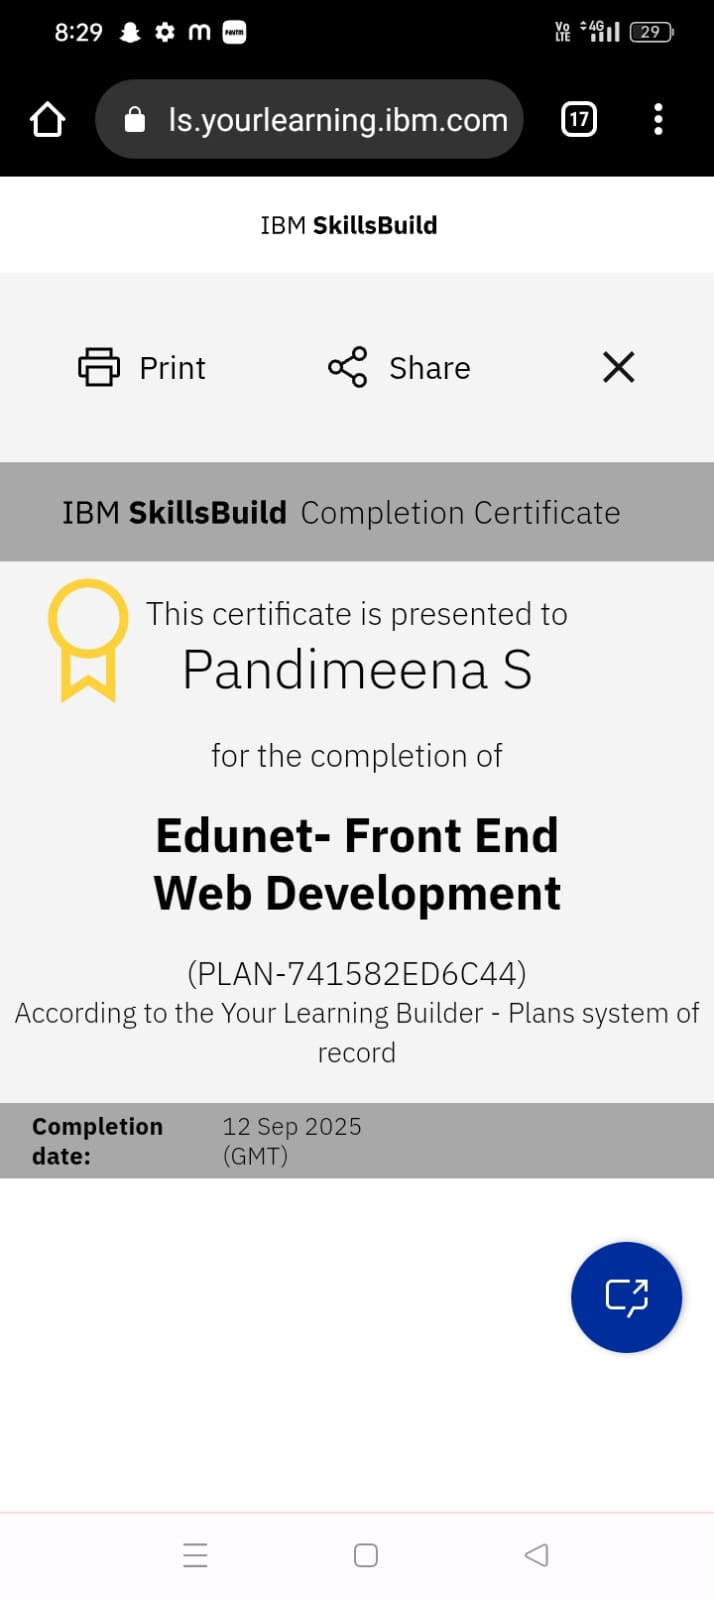 8:29 m Paytm Vo LTE 4G 29
ls.yourlearning.ibm.com 17
IBM SkillsBuild
Print Share
IBM SkillsBuild Completion Certificate
This certificate is presented to
Pandimeena S
for the completion of
Edunet- Front End
Web Development
(PLAN-741582ED6C44)
According to the Your Learning Builder - Plans system of
record
Completion 12 Sep 2025
date: (GMT)